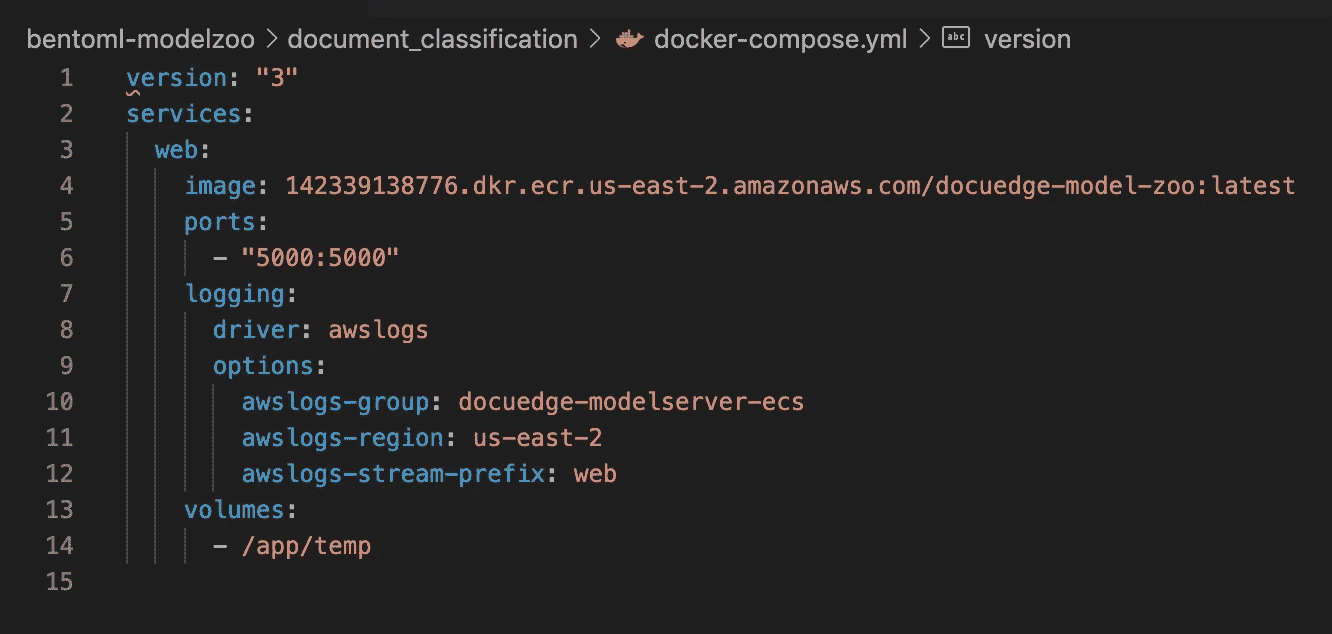 bentoml-modelzoo > document_classification > docker-compose.yml > abc version
1 version: "3"
2 services:
3 web:
4 image: 142339138776.dkr.ecr.us-east-2.amazonaws.com/docuedge-model-zoo:latest
5 ports:
6 - "5000:5000"
7 logging:
8 driver: awslogs
9 options:
10 awslogs-group: docuedge-modelserver-ecs
11 awslogs-region: us-east-2
12 awslogs-stream-prefix: web
13 volumes:
14 - /app/temp
15